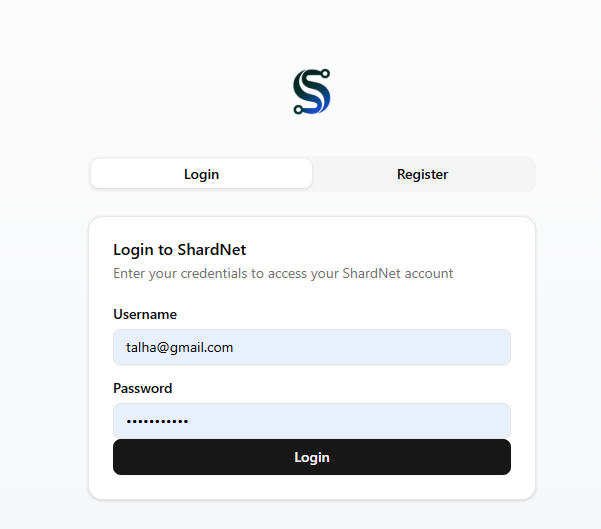 Login
Register
Login to ShardNet
Enter your credentials to access your ShardNet account
Username
talha@gmail.com
Password
•••••••••••
Login